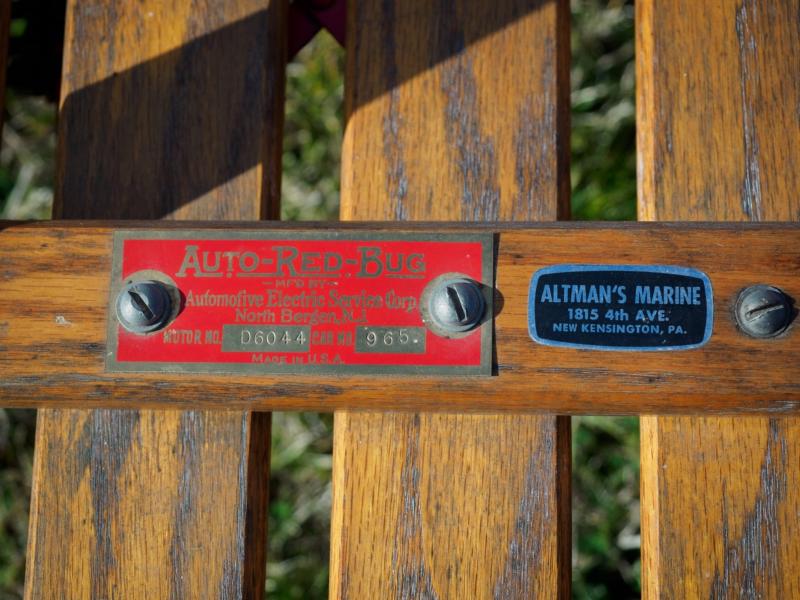 AUTO-RED-BUG
MF'D BY
Automotive Electric Service Corp.
North Bergen, N.J.
MOTOR NO. D6044 CAR NO. 965
MADE IN U.S.A.
ALTMAN'S MARINE
1815 4th AVE.
NEW KENSINGTON, PA.